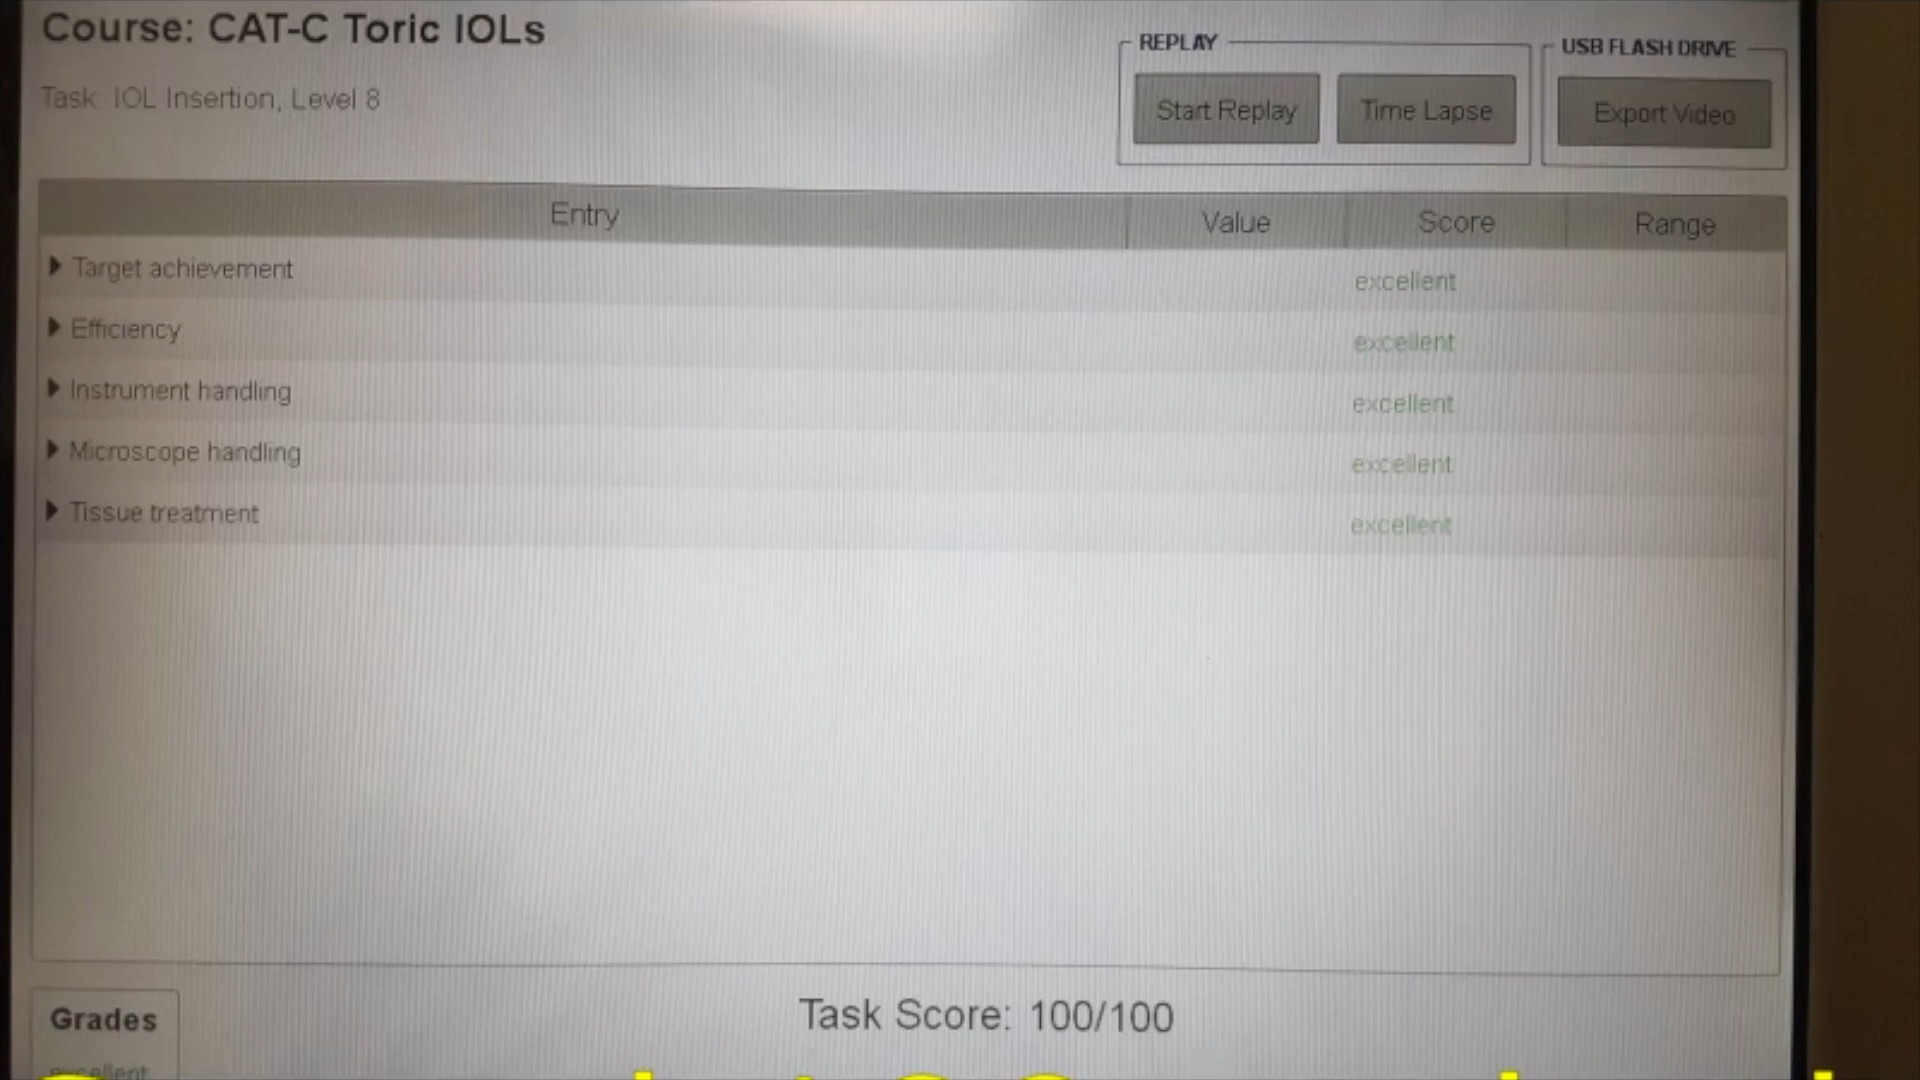 Course: CAT-C Toric IOLs
Task: IOL Insertion, Level 8
REPLAY
Start Replay
Time Lapse
USB FLASH DRIVE
Export Video
Entry Value Score Range
Target achievement excellent
Efficiency excellent
Instrument handling excellent
Microscope handling excellent
Tissue treatment excellent
Task Score: 100/100
Grades
excellent